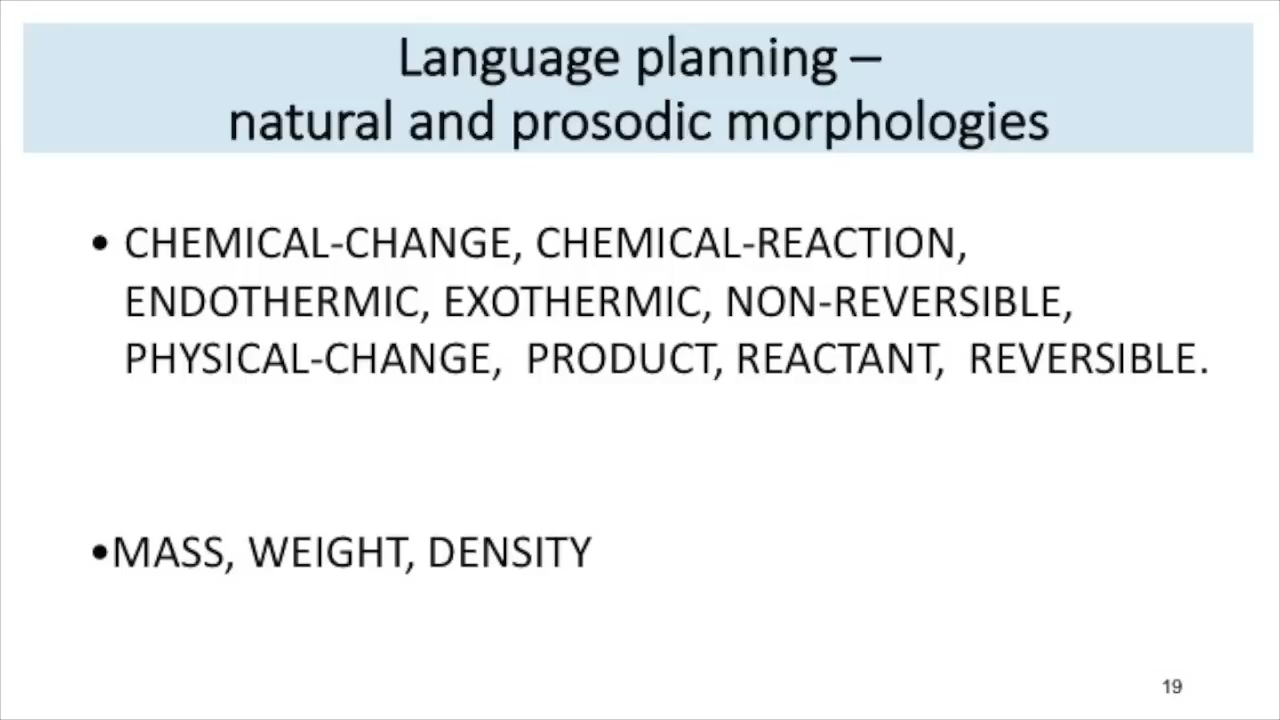 Language planning –
natural and prosodic morphologies
• CHEMICAL-CHANGE, CHEMICAL-REACTION,
ENDOTHERMIC, EXOTHERMIC, NON-REVERSIBLE,
PHYSICAL-CHANGE, PRODUCT, REACTANT, REVERSIBLE.
•MASS, WEIGHT, DENSITY
19